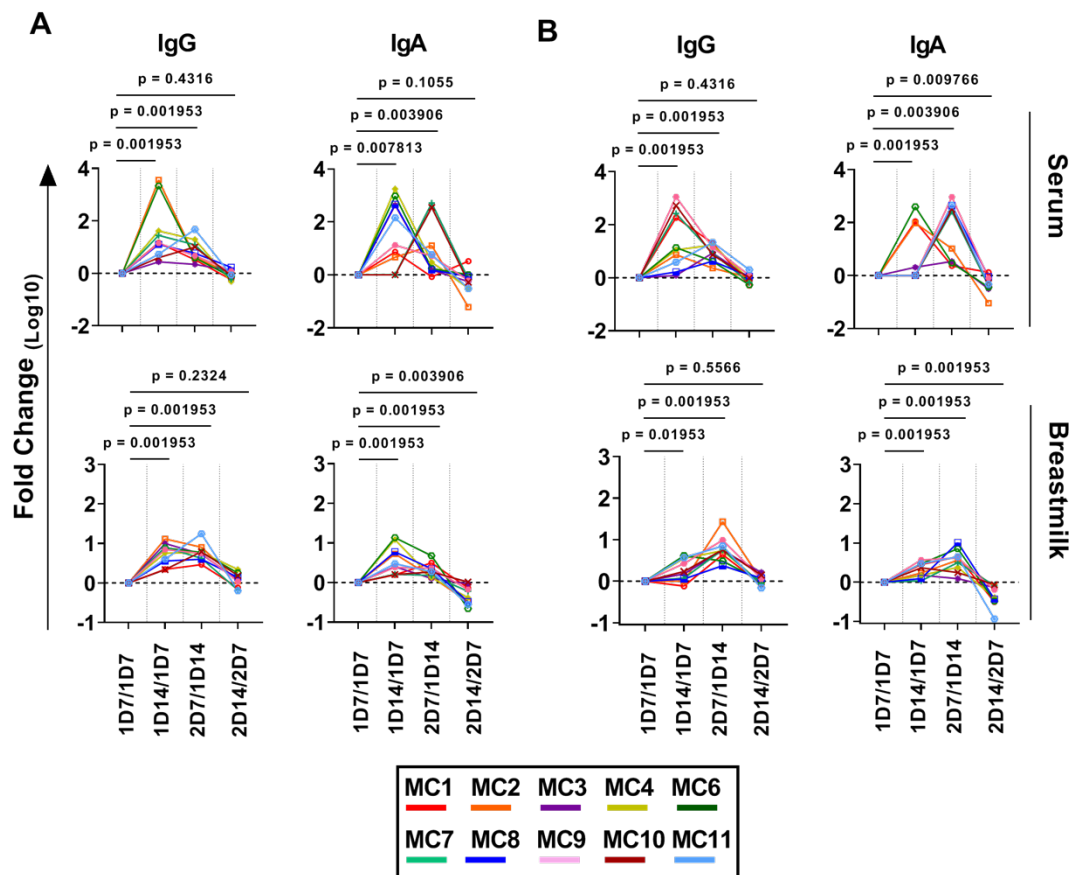 A
B
IgG
IgA
IgG
IgA
p = 0.4316
p = 0.001953
p = 0.001953
p = 0.1055
p = 0.003906
p = 0.007813
p = 0.4316
p = 0.001953
p = 0.001953
p = 0.009766
p = 0.003906
p = 0.001953
4
2
0
-2
4
2
0
-2
4
2
0
-2
4
2
0
-2
Serum
Fold Change (Log10)
p = 0.2324
p = 0.001953
p = 0.001953
p = 0.003906
p = 0.001953
p = 0.001953
p = 0.5566
p = 0.001953
p = 0.01953
p = 0.001953
p = 0.001953
p = 0.001953
3
2
1
0
-1
3
2
1
0
-1
3
2
1
0
-1
3
2
1
0
-1
Breastmilk
1D7/1D7
1D14/1D7
2D7/1D14
2D14/2D7
1D7/1D7
1D14/1D7
2D7/1D14
2D14/2D7
1D7/1D7
1D14/1D7
2D7/1D14
2D14/2D7
1D7/1D7
1D14/1D7
2D7/1D14
2D14/2D7
MC1 MC2 MC3 MC4 MC6
MC7 MC8 MC9 MC10 MC11